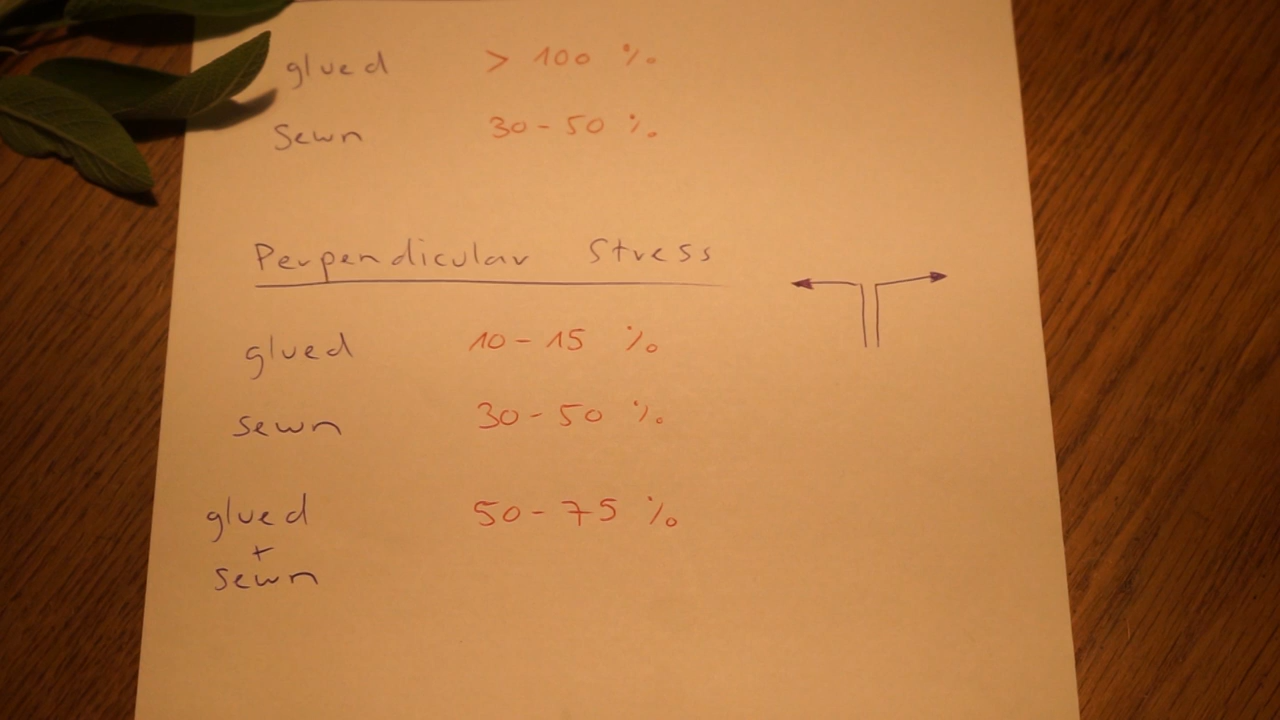 glued > 100 %
Sewn 30-50 %
Perpendicular Stress
glued 10-15 %
sewn 30-50 %
glued 50-75 %
+
sewn